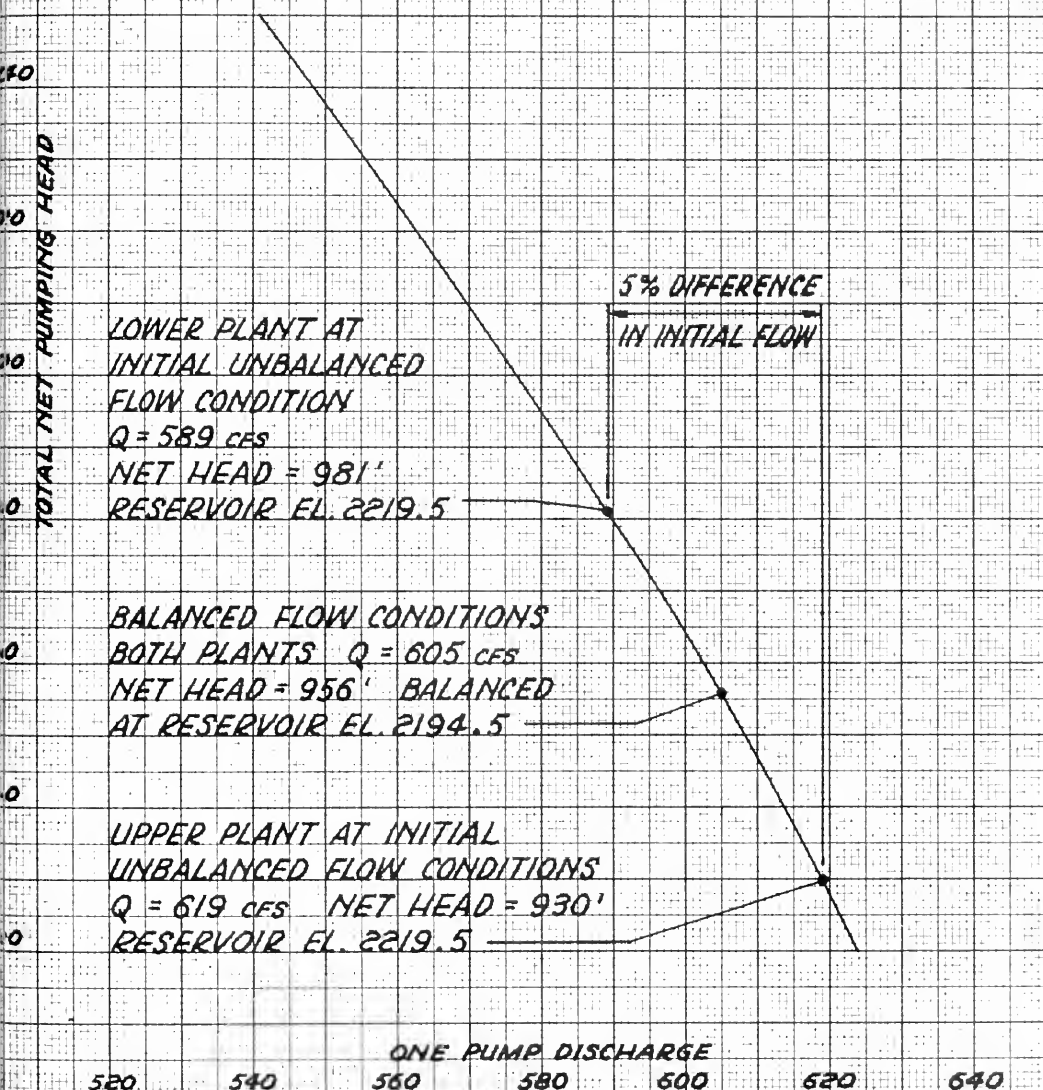 TOTAL NET PUMPING HEAD
5% DIFFERENCE
IN INITIAL FLOW
LOWER PLANT AT
INITIAL UNBALANCED
FLOW CONDITION
Q = 589 CFS
NET HEAD = 981'
RESERVOIR EL. 2219.5
BALANCED FLOW CONDITIONS
BOTH PLANTS Q = 605 CFS
NET HEAD = 956' BALANCED
AT RESERVOIR EL. 2194.5
UPPER PLANT AT INITIAL
UNBALANCED FLOW CONDITIONS
Q = 619 CFS NET HEAD = 930'
RESERVOIR EL. 2219.5
ONE PUMP DISCHARGE
520 540 560 580 600 620 640